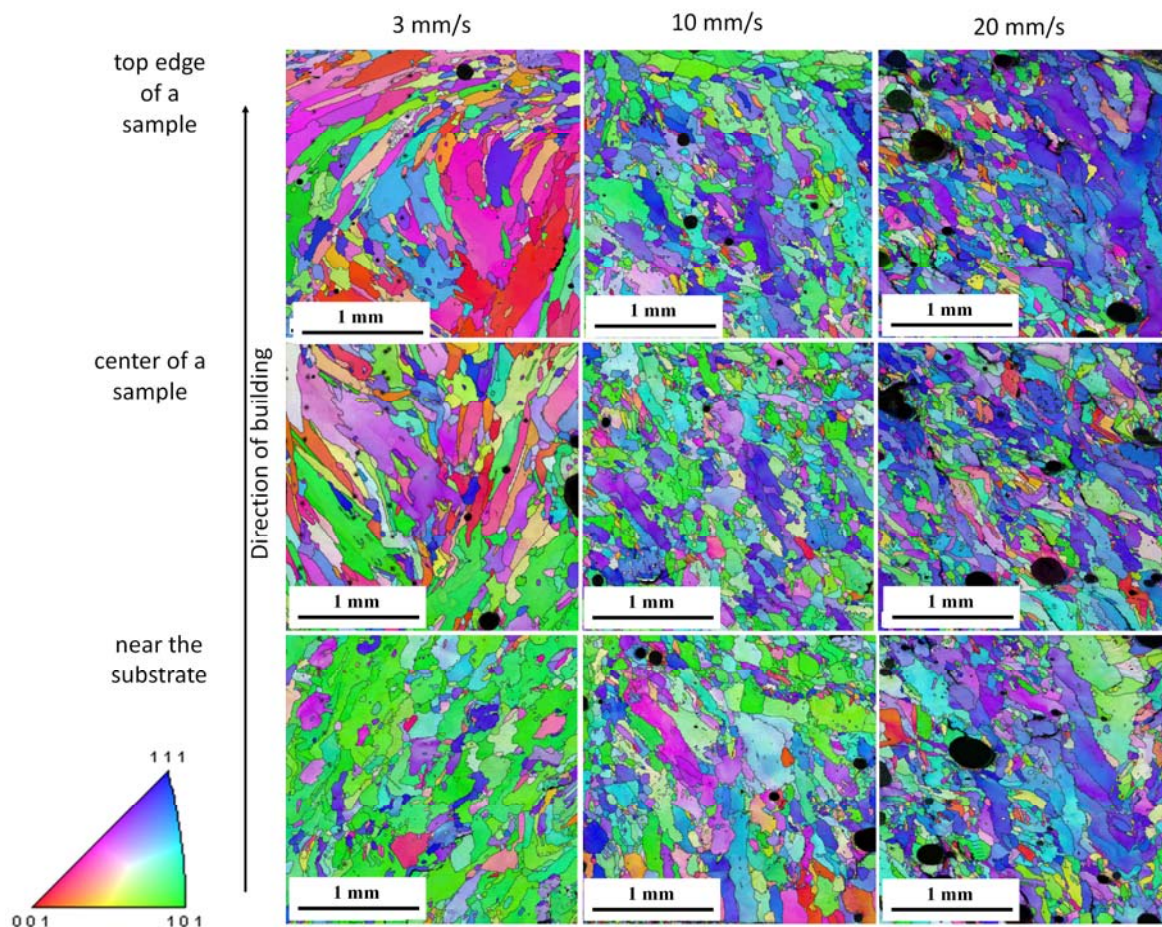 3 mm/s
10 mm/s
20 mm/s
top edge
of a
sample
1 mm
1 mm
1 mm
center of a
sample
Direction of building
1 mm
1 mm
1 mm
near the
substrate
1 1 1
0 0 1
1 0 1
1 mm
1 mm
1 mm